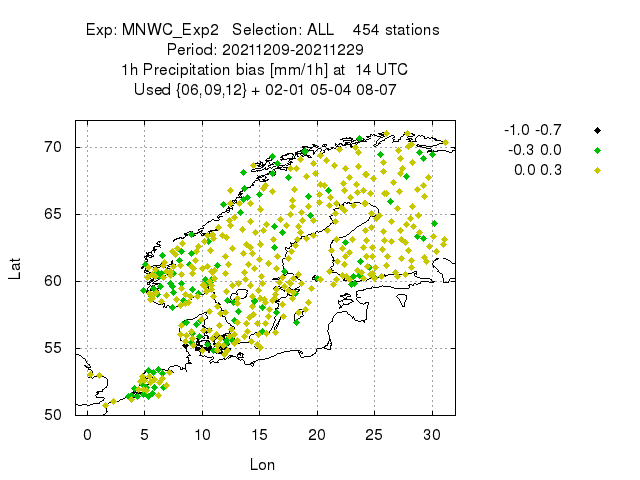 Exp: MNWC_Exp2 Selection: ALL 454 stations
Period: 20211209-20211229
1h Precipitation bias [mm/1h] at 14 UTC
Used {06,09,12} + 02-01 05-04 08-07
-1.0 -0.7
-0.3 0.0
0.0 0.3
70
65
60
55
50
Lat
0 5 10 15 20 25 30
Lon